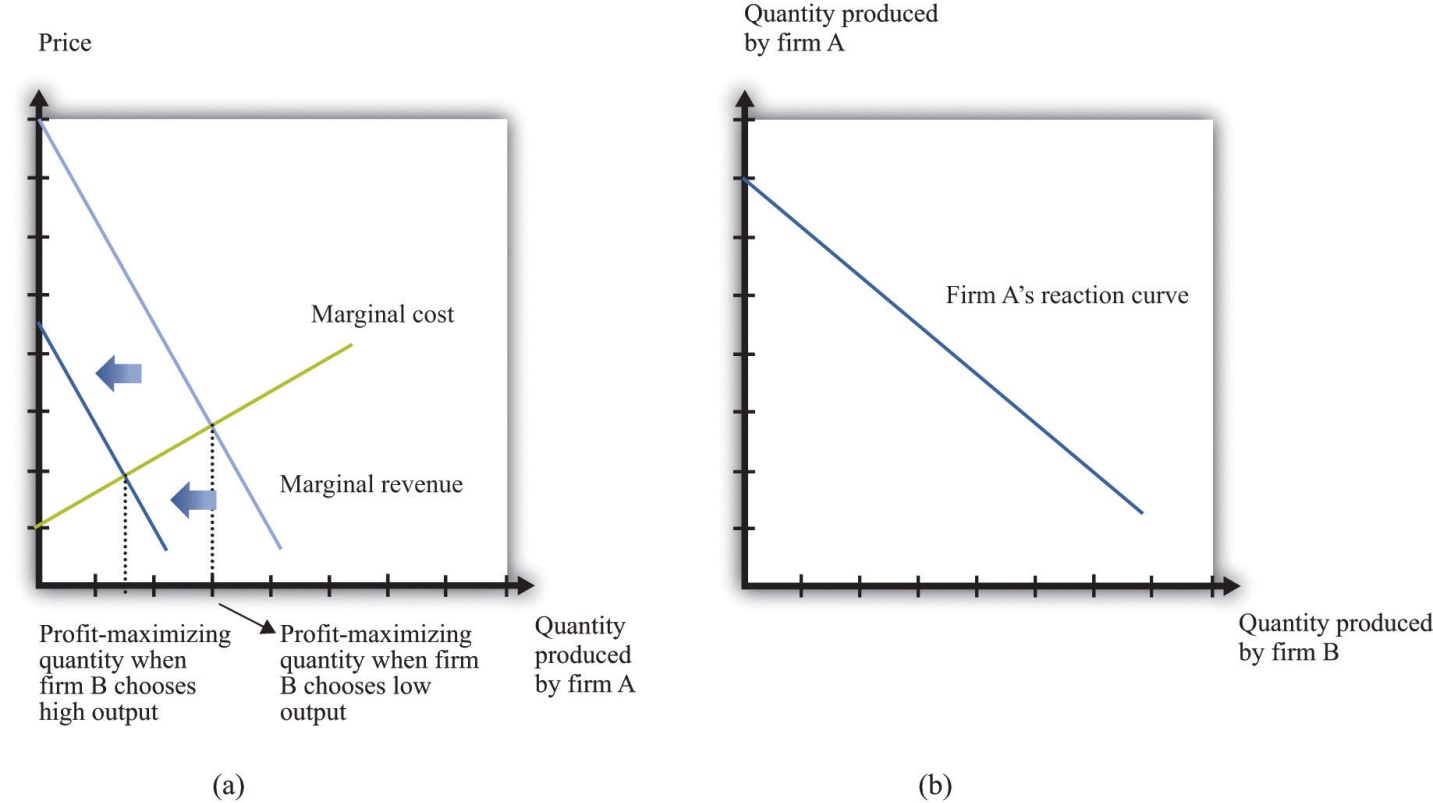 Price
Marginal cost
Marginal revenue
Profit-maximizing
quantity when
firm B chooses
high output
Profit-maximizing
quantity when firm
B chooses low
output
Quantity
produced
by firm A
(a)
Quantity produced
by firm A
Firm A’s reaction curve
Quantity produced
by firm B
(b)